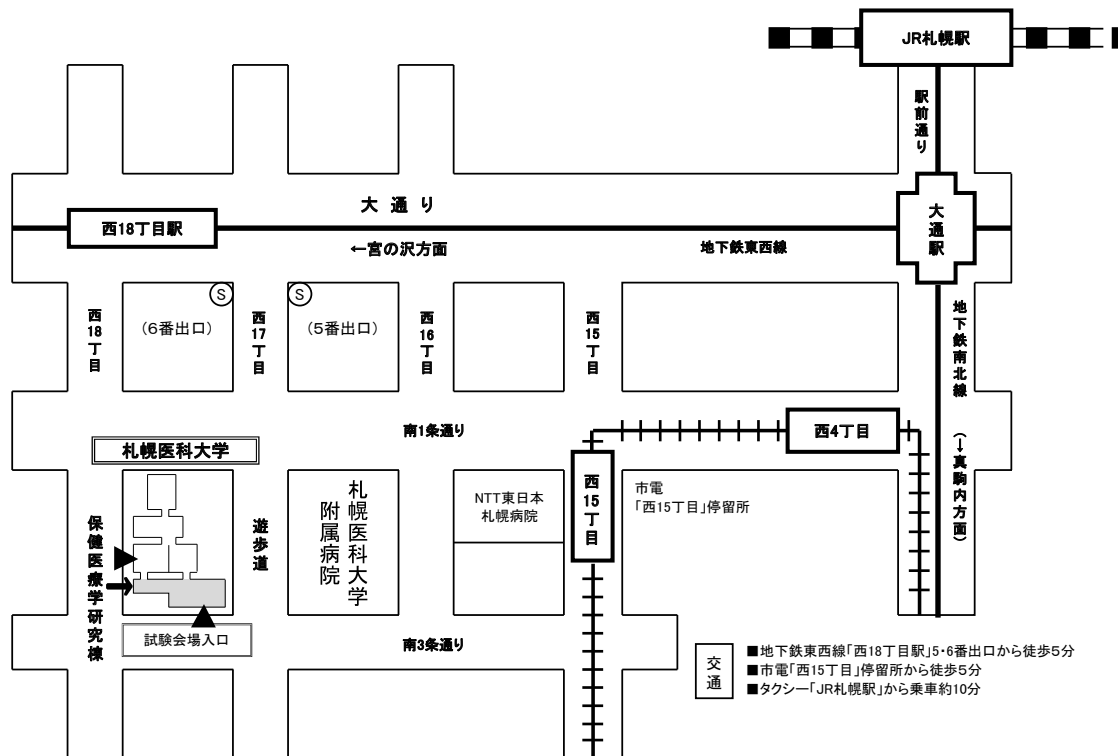 JR札幌駅
駅前通り
大通り
西18丁目駅
←宮の沢方面
地下鉄東西線
大通駅
S
S
西18丁目
(6番出口)
西17丁目
(5番出口)
西16丁目
西15丁目
地下鉄南北線
(→真駒内方面)
南1条通り
西4丁目
札幌医科大学
保健医療学研究棟
遊歩道
札幌医科大学
附属病院
NTT東日本
札幌病院
西15丁目
市電
「西15丁目」停留所
試験会場入口
南3条通り
交通
■地下鉄東西線「西18丁目駅」5・6番出口から徒歩5分
■市電「西15丁目」停留所から徒歩5分
■タクシー「JR札幌駅」から乗車約10分